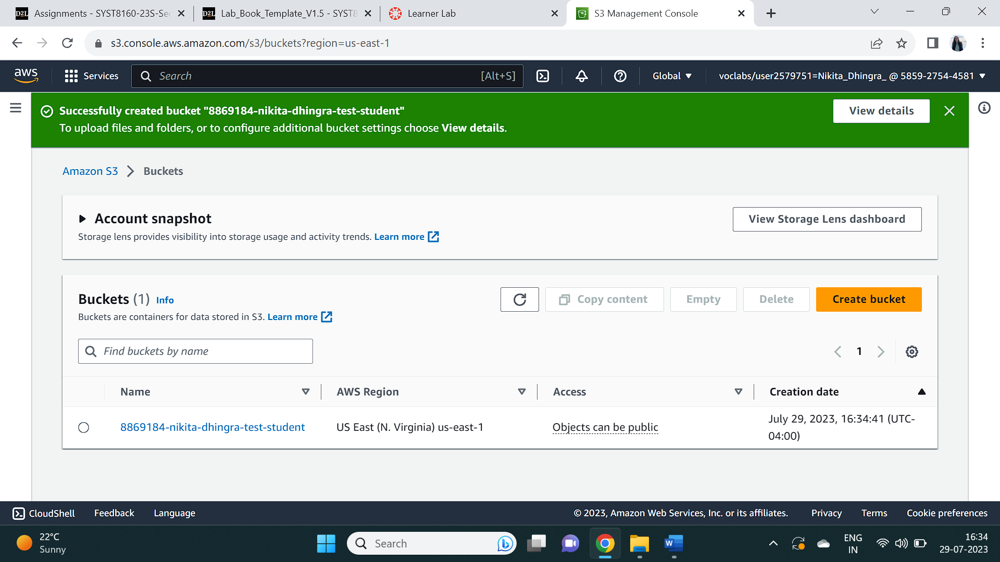 Assignments - SYST8160-23S-Sec
Lab_Book_Template_V1.5 - SYST8
Learner Lab
S3 Management Console
s3.console.aws.amazon.com/s3/buckets?region=us-east-1
aws
Services
Search
[Alt+S]
Global
voclabs/user2579751=Nikita_Dhingra_ @ 5859-2754-4581
Successfully created bucket "8869184-nikita-dhingra-test-student"
To upload files and folders, or to configure additional bucket settings choose View details.
View details
Amazon S3
Buckets
Account snapshot
Storage lens provides visibility into storage usage and activity trends. Learn more
View Storage Lens dashboard
Buckets (1) Info
Buckets are containers for data stored in S3. Learn more
Copy content
Empty
Delete
Create bucket
Find buckets by name
1
Name
AWS Region
Access
Creation date
8869184-nikita-dhingra-test-student
US East (N. Virginia) us-east-1
Objects can be public
July 29, 2023, 16:34:41 (UTC-
04:00)
CloudShell
Feedback
Language
© 2023, Amazon Web Services, Inc. or its affiliates.
Privacy
Terms
Cookie preferences
22°C
Sunny
Search
ENG
IN
16:34
29-07-2023